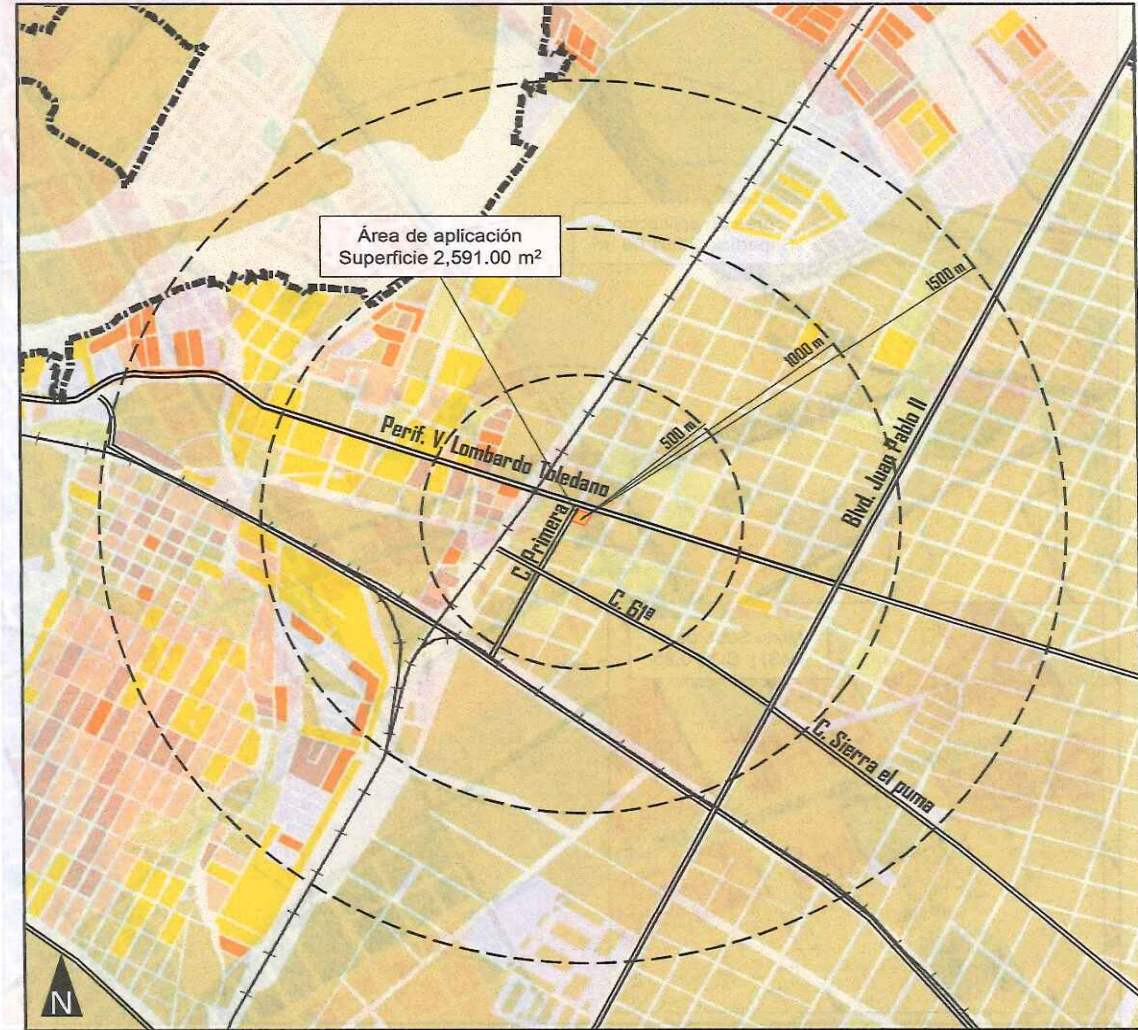 Área de aplicación
Superficie 2,591.00 m²
1500 m
1000 m
500 m
Perif. V. Lombardo Toledano
Blvd. Juan Pablo II
C. Primera
C. 61ª
C. Sierra el puma
N